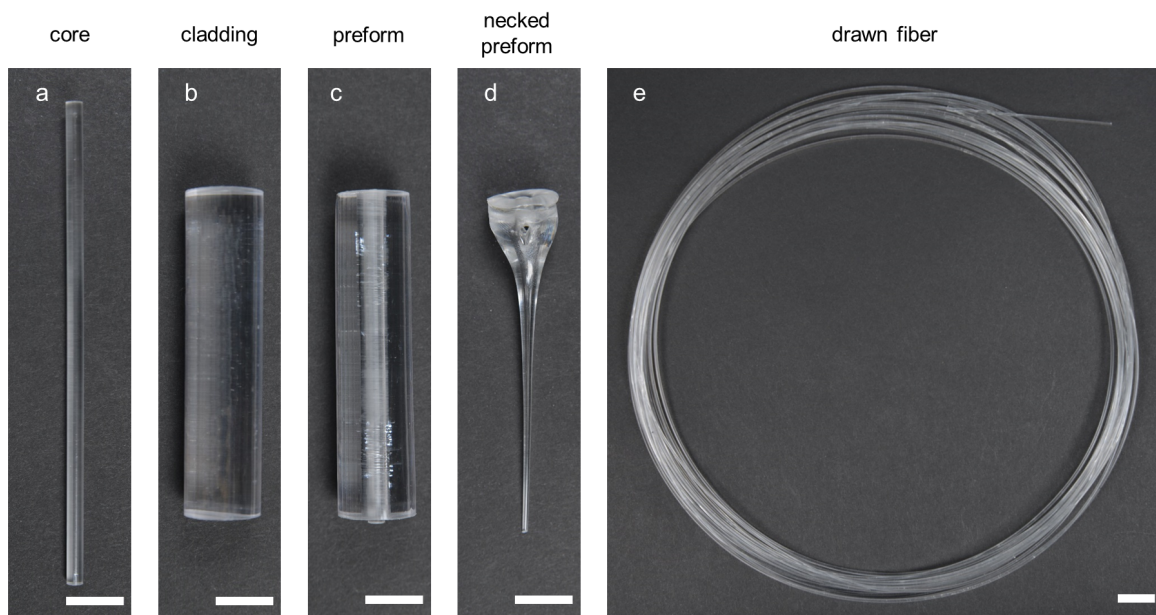 core
cladding
preform
necked
preform
drawn fiber
a
b
c
d
e